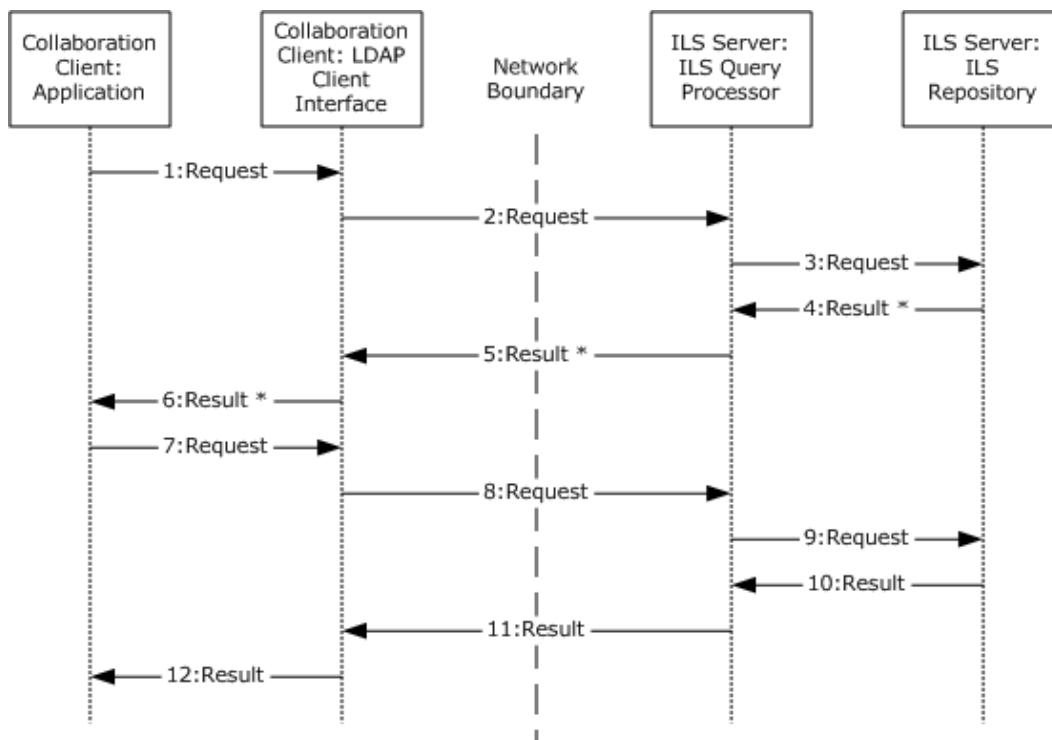 Collaboration
Client:
Application
Collaboration
Client: LDAP
Client
Interface
Network
Boundary
ILS Server:
ILS Query
Processor
ILS Server:
ILS
Repository
1:Request
2:Request
3:Request
4:Result *
5:Result *
6:Result *
7:Request
8:Request
9:Request
10:Result
11:Result
12:Result